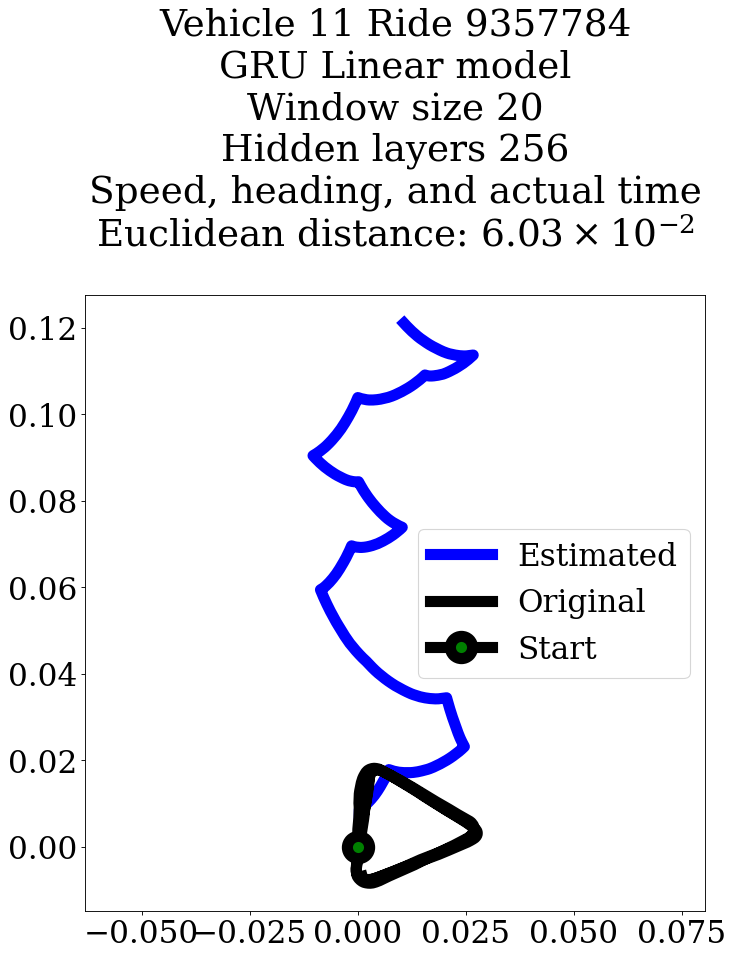 Vehicle 11 Ride 9357784
GRU Linear model
Window size 20
Hidden layers 256
Speed, heading, and actual time
Euclidean distance: 6.03 × 10⁻²
0.12
0.10
0.08
0.06
0.04
0.02
0.00
Estimated
Original
Start
−0.050 −0.025 0.000 0.025 0.050 0.075